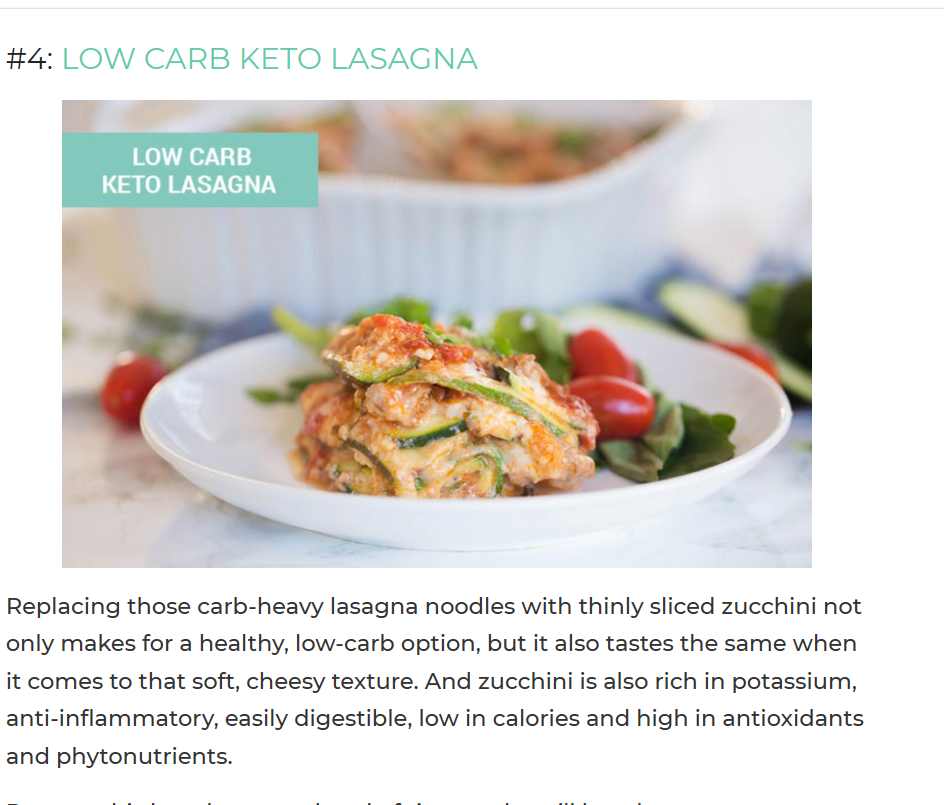 #4: LOW CARB KETO LASAGNA
LOW CARB
KETO LASAGNA
Replacing those carb-heavy lasagna noodles with thinly sliced zucchini not
only makes for a healthy, low-carb option, but it also tastes the same when
it comes to that soft, cheesy texture. And zucchini is also rich in potassium,
anti-inflammatory, easily digestible, low in calories and high in antioxidants
and phytonutrients.